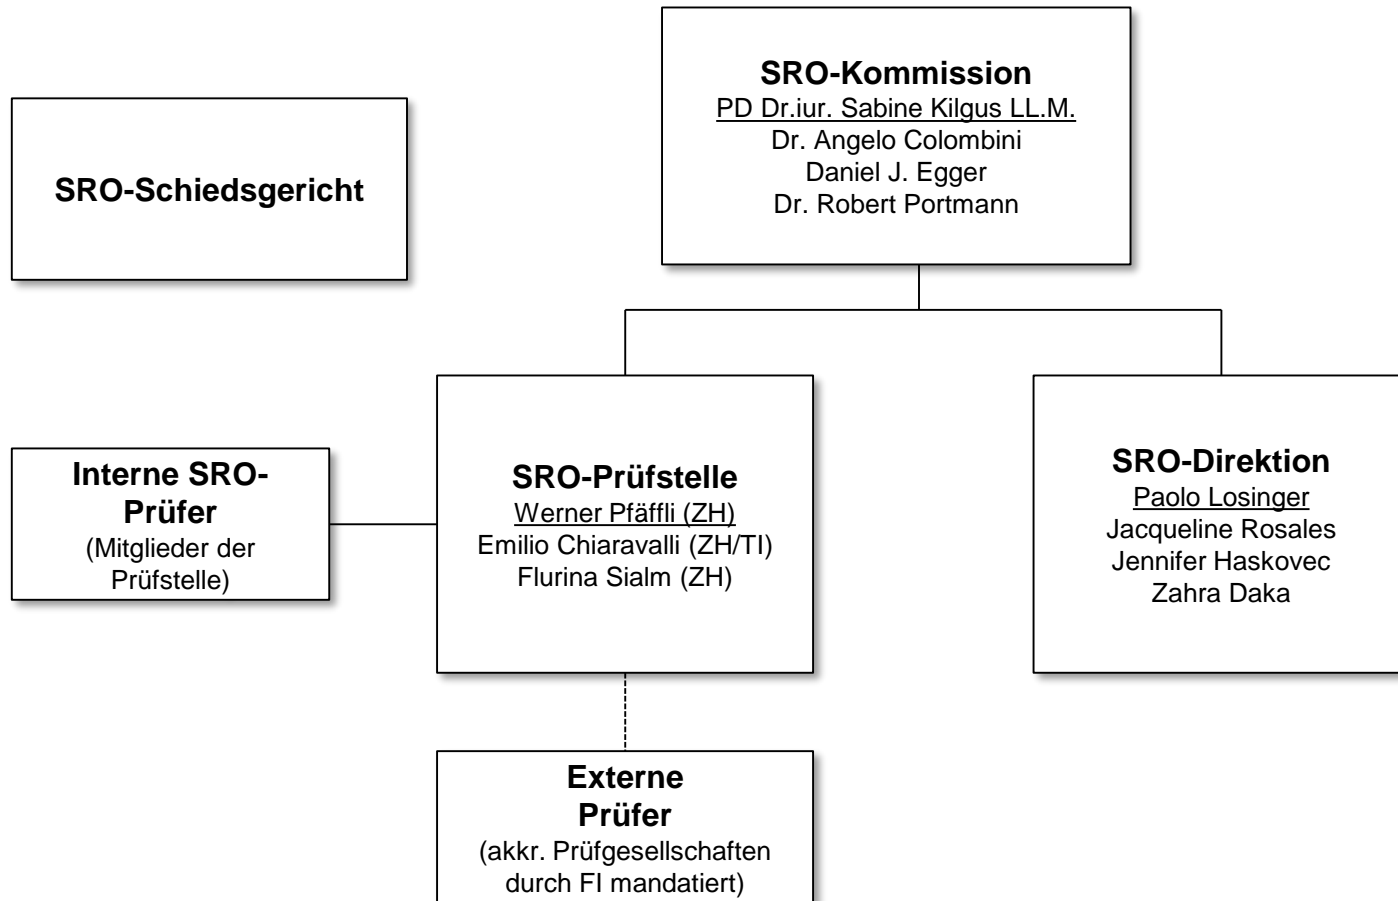 SRO-Kommission
PD Dr.iur. Sabine Kilgus LL.M.
Dr. Angelo Colombini
Daniel J. Egger
Dr. Robert Portmann
SRO-Schiedsgericht
Interne SRO-
Prüfer
(Mitglieder der
Prüfstelle)
SRO-Prüfstelle
Werner Pfäffli (ZH)
Emilio Chiaravalli (ZH/TI)
Flurina Sialm (ZH)
SRO-Direktion
Paolo Losinger
Jacqueline Rosales
Jennifer Haskovec
Zahra Daka
Externe
Prüfer
(akkr. Prüfgesellschaften
durch FI mandatiert)